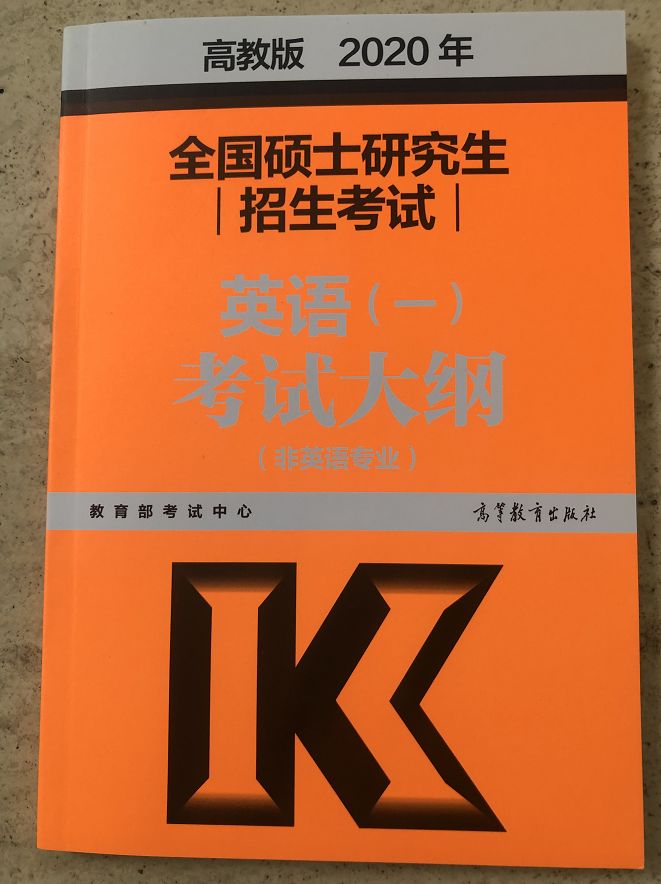 高教版 2020年
全国硕士研究生
|招生考试|
英语(一)
考试大纲
(非英语专业)
教育部考试中心 高等教育出版社
K